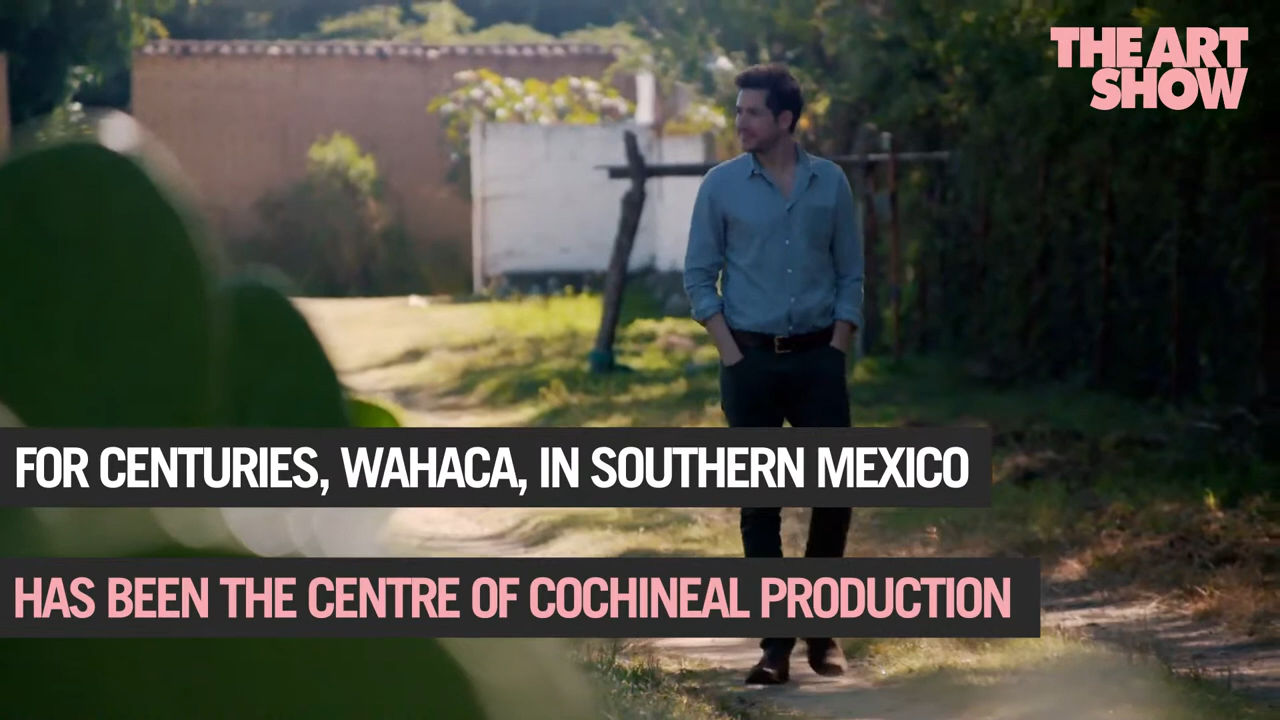 THE ART
SHOW
FOR CENTURIES, WAHACA, IN SOUTHERN MEXICO
HAS BEEN THE CENTRE OF COCHINEAL PRODUCTION